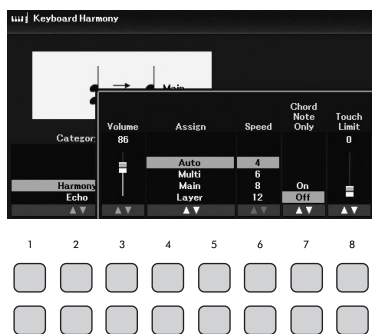 Keyboard Harmony
Main
Category
Volume
Assign
Speed
Chord
Note
Only
Touch
Limit
86
0
Auto
Multi
Main
Layer
4
6
8
12
On
Off
Harmony
Echo
1 2 3 4 5 6 7 8